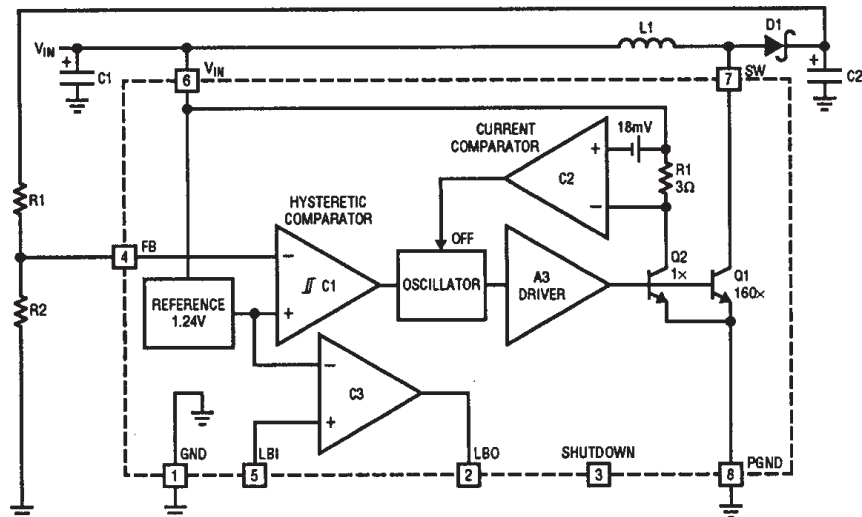 L1
D1
VIN
+
C1
6
VIN
7
SW
+
C2
CURRENT
COMPARATOR
18mV
+
C2
−
R1
3Ω
R1
HYSTERETIC
COMPARATOR
4
FB
−
C1
+
OFF
OSCILLATOR
A3
DRIVER
Q2
1×
Q1
160×
REFERENCE
1.24V
R2
−
C3
+
1
GND
5
LBI
2
LBO
SHUTDOWN
3
8
PGND